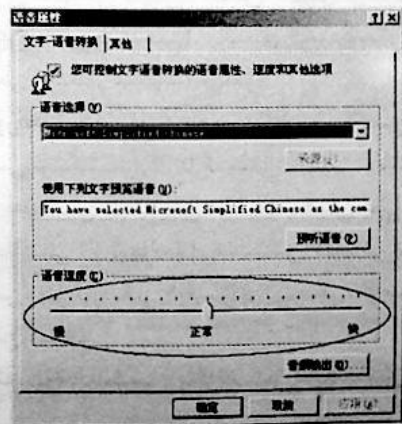 语音属性
文字-语音转换 其他
您可控制文字语音转换的语音属性、速度和其他选项
语音选择(V)
Microsoft Simplified Chinese
使用下列文字预览语音(U):
You have selected Microsoft Simplified Chinese as the com
预听语音(P)
语音速度(C)
慢 正常 快
音频输出(O)...
确定 取消 应用(A)